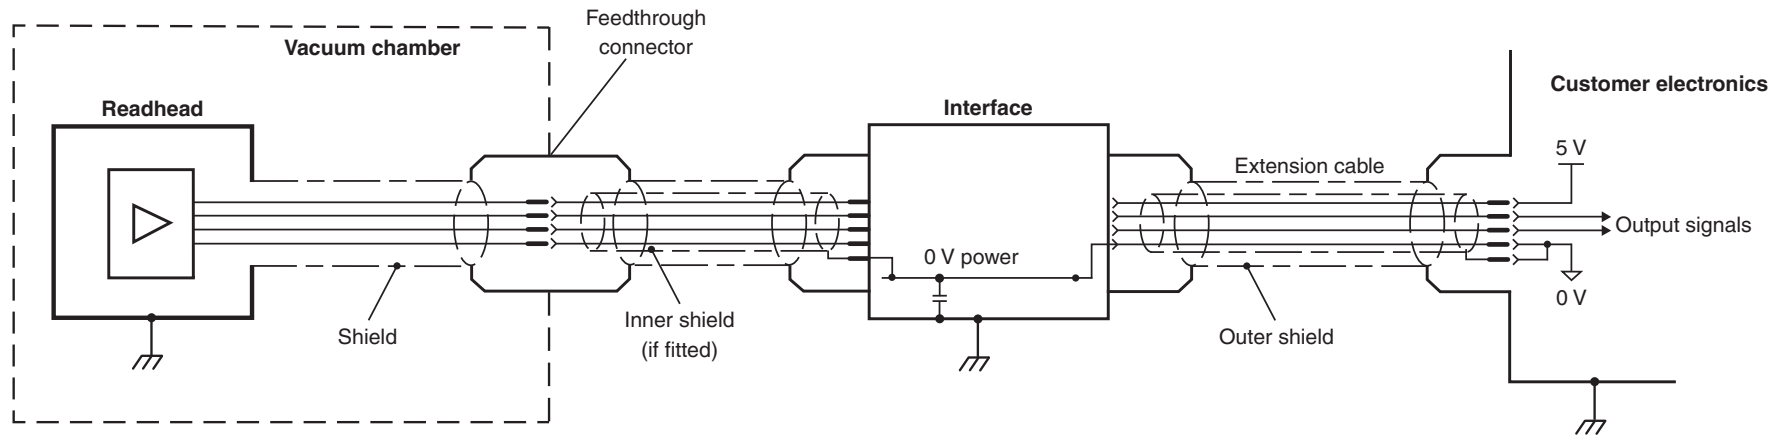 Feedthrough
connector
Vacuum chamber
Customer electronics
Readhead
Interface
5 V
Extension cable
Output signals
0 V power
0 V
Inner shield
(if fitted)
Shield
Outer shield